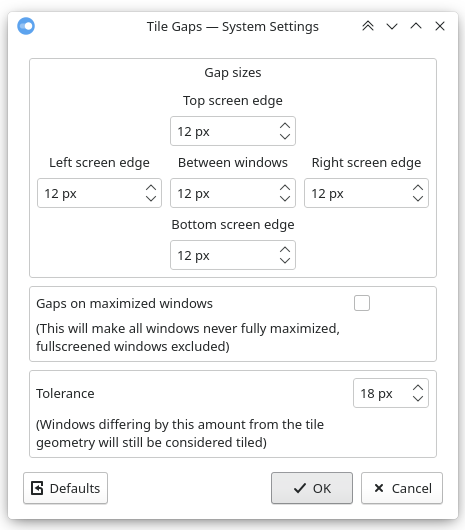 Tile Gaps — System Settings
Gap sizes
Top screen edge
12 px
Left screen edge Between windows Right screen edge
12 px 12 px 12 px
Bottom screen edge
12 px
Gaps on maximized windows
(This will make all windows never fully maximized,
fullscreened windows excluded)
Tolerance 18 px
(Windows differing by this amount from the tile
geometry will still be considered tiled)
Defaults OK Cancel